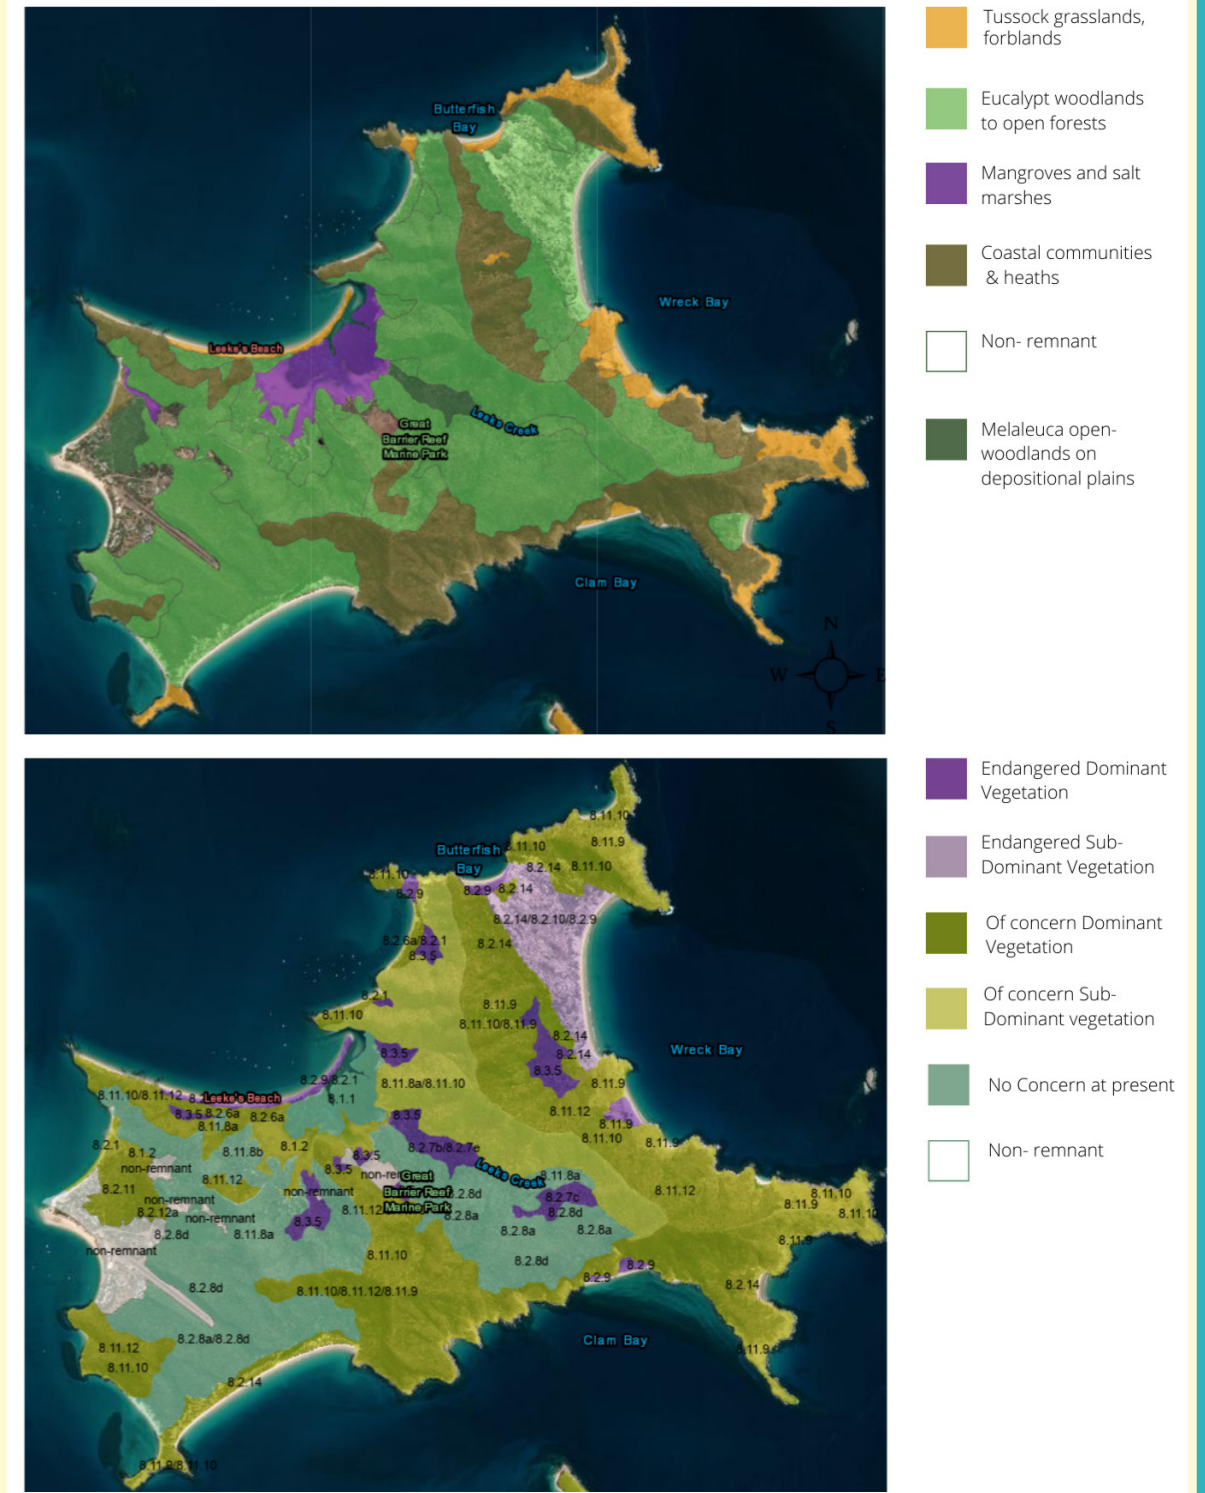 Tussock grasslands,
forblands
Eucalypt woodlands
to open forests
Mangroves and salt
marshes
Coastal communities
& heaths
Non- remnant
Melaleuca open-
woodlands on
depositional plains
Butterfish
Bay
Wreck Bay
Leeke's Beach
Great
Barrier Reef
Marine Park
Leeke Creek
Clam Bay
N
W
E
S
Endangered Dominant
Vegetation
Endangered Sub-
Dominant Vegetation
Of concern Dominant
Vegetation
Of concern Sub-
Dominant vegetation
No Concern at present
Non- remnant
8.11.10
Butterfish
Bay
8.11.10
8.11.9
8.2.14
8.11.10
8.11.10
8.2.9
8.2.9
8.2.14
8.2.14/8.2.10/8.2.9
8.2.6a/8.2.1
8.3.5
8.2.14
8.2.1
8.11.10
8.11.9
8.11.10/8.11.9
8.2.14
8.2.14
Wreck Bay
8.3.5
8.3.5
8.2.9/8.2.1
8.11.8a/8.11.10
8.11.9
8.11.10/8.11.12
Leeke's Beach
8.1.1
8.3.5
8.2.6a
8.2.6a
8.11.8a
8.3.5
8.11.12
8.11.9
8.11.10
8.11.9
8.2.1
8.1.2
8.11.8b
8.1.2
8.2.7b/8.2.7e
non-remnant
8.3.5
8.3.5
Great
Barrier Reef
Marine Park
Leeke Creek
8.11.8a
8.11.12
8.2.11
8.11.12
non-remnant
8.2.8d
8.2.7c
8.11.10
8.11.9
non-remnant
8.2.12a
non-remnant
8.3.5
8.2.8a
8.2.8d
8.2.8d
8.11.8a
8.2.8a
8.2.8a
8.11.9
non-remnant
8.11.10
8.2.8d
8.2.9
8.2.9
8.2.14
8.2.8d
8.11.10/8.11.12/8.11.9
8.2.8a/8.2.8d
Clam Bay
8.11.12
8.11.10
8.11.9
8.2.14
8.11.9/8.11.10